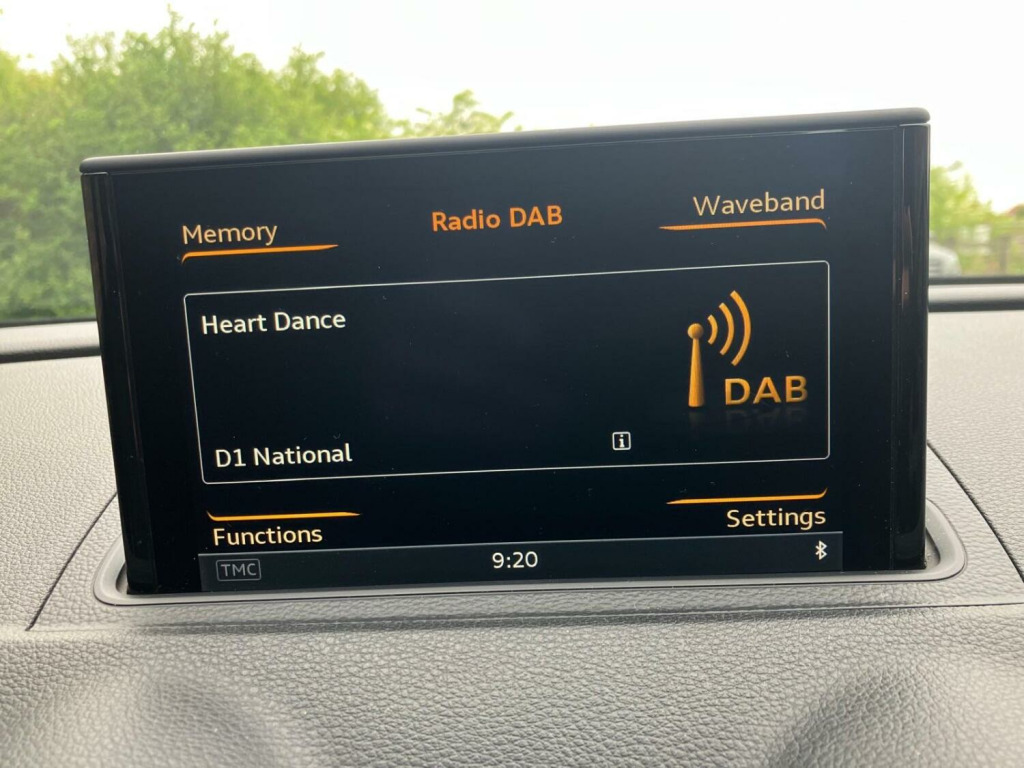 Memory
Radio DAB
Waveband
Heart Dance
DAB
D1 National
i
Functions
Settings
TMC
9:20